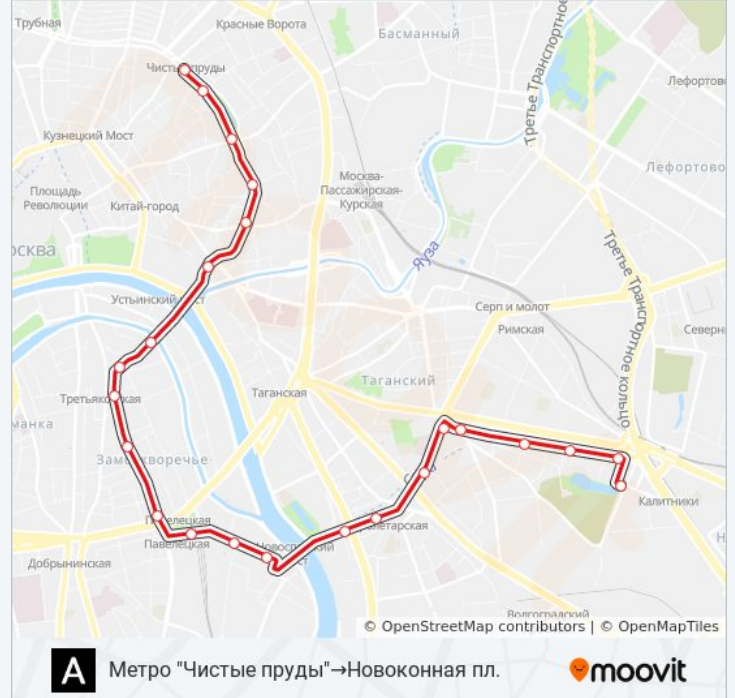 Трубная
Красные Ворота
Басманный
Третье Транспортное
Чистые пруды
Лефортово
Кузнецкий Мост
Лефортово
Москва-
Пассажирская-
Курская
Площадь
Революции
Китай-город
сква
Яуза
Третье Транспортное кольцо
Устьинский мост
Серп и молот
Римская
Северн
Таганский
Таганская
Третьяковская
манка
Замоскворечье
Калитники
Павелецкая
Павелецкая
Новоспасский
мост
Пролетарская
Добрынинская
Н
Волгоградский
© OpenStreetMap contributors | © OpenMapTiles
A Метро "Чистые пруды"→Новоконная пл. moovit